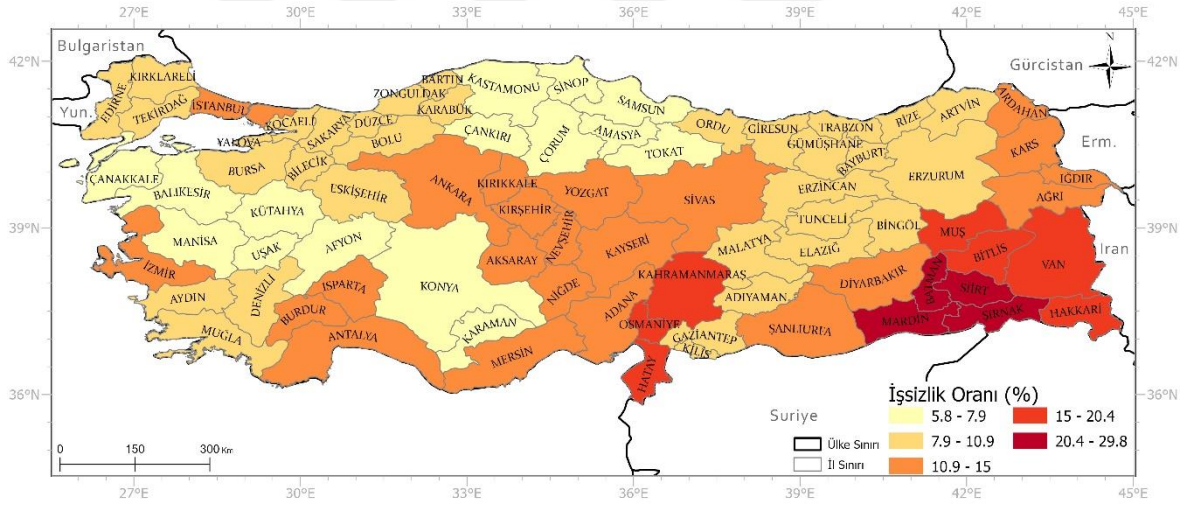 27°E 30°E 33°E 36°E 39°E 42°E 45°E
Bulgaristan
42°N
42°N
Gürcistan
N
KIRKLARELİ
EDİRNE
TEKİRDAĞ
İSTANBUL
Yun.
KOCAELİ
YALOVA
SAKARYA
DÜZCE
BOLU
ZONGULDAK
BARTIN
KARABÜK
KASTAMONU
SİNOP
SAMSUN
ÇANKIRI
ÇORUM
AMASYA
TOKAT
ORDU
GİRESUN
TRABZON
GÜMÜŞHANE
BAYBURT
RİZE
ARTVİN
ARDAHAN
KARS
Erm.
IĞDIR
AĞRI
ERZURUM
ERZİNCAN
ÇANAKKALE
BALIKESİR
BURSA
BİLECİK
ESKİŞEHİR
KÜTAHYA
ANKARA
KIRIKKALE
KIRŞEHİR
YOZGAT
SİVAS
TUNCELİ
BİNGÖL
ELAZIĞ
MALATYA
MUŞ
BİTLİS
VAN
İran
39°N
39°N
MANİSA
UŞAK
AFYON
İZMİR
AYDIN
DENİZLİ
MUĞLA
BURDUR
ISPARTA
ANTALYA
KONYA
KARAMAN
AKSARAY
NEVŞEHİR
NİĞDE
KAYSERİ
MERSİN
ADANA
KAHRAMANMARAŞ
OSMANİYE
HATAY
ADIYAMAN
GAZİANTEP
KİLİS
ŞANLIURFA
DİYARBAKIR
BATMAN
SİİRT
MARDİN
ŞIRNAK
HAKKARİ
36°N
36°N
Suriye
İşsizlik Oranı (%)
5.8 - 7.9
15 - 20.4
7.9 - 10.9
20.4 - 29.8
10.9 - 15
Ülke Sınırı
İl Sınırı
0 150 300 Km
27°E 30°E 33°E 36°E 39°E 42°E 45°E